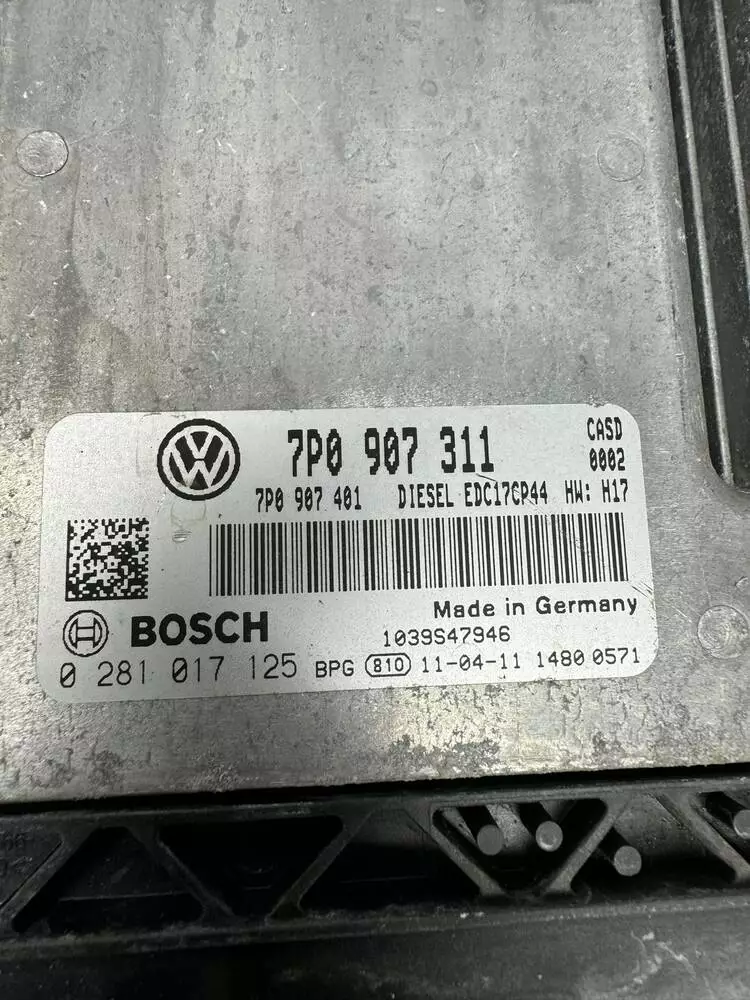 7P0 907 311
CASD
0002
7P0 907 401 DIESEL EDC17CP44 HW: H17
Made in Germany
BOSCH
1039S47946
0 281 017 125 BPG 810 11-04-11 1480 0571